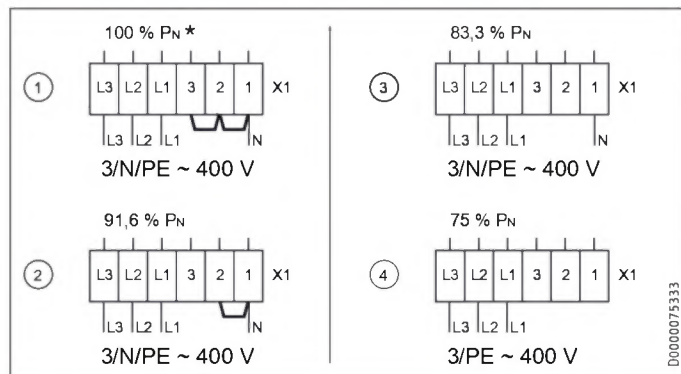 100 % PN *
1
L3 L2 L1 3 2 1 X1
L3 L2 L1 N
3/N/PE ~ 400 V
91,6 % PN
2
L3 L2 L1 3 2 1 X1
L3 L2 L1 N
3/N/PE ~ 400 V
83,3 % PN
3
L3 L2 L1 3 2 1 X1
L3 L2 L1 N
3/N/PE ~ 400 V
75 % PN
4
L3 L2 L1 3 2 1 X1
L3 L2 L1
3/PE ~ 400 V
D0000075333